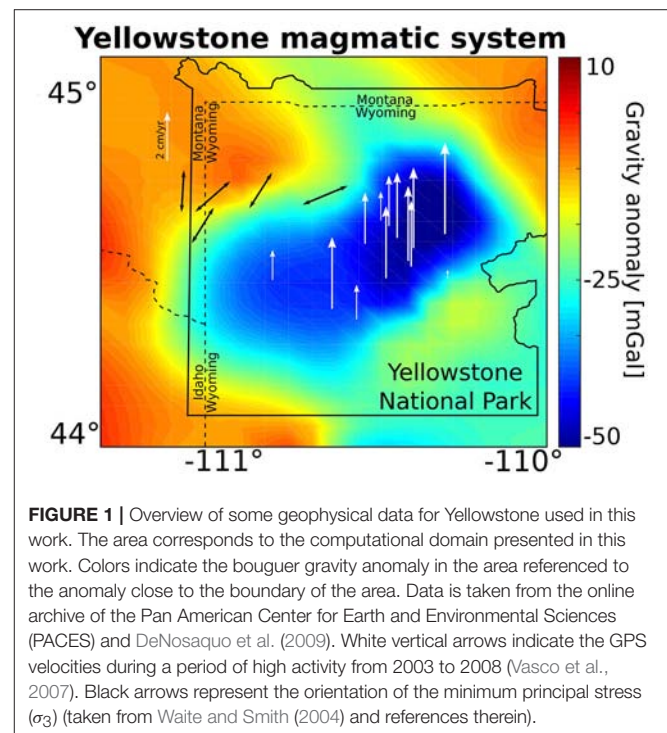 Yellowstone magmatic system
45°
44°
-111°
-110°
2 cm/yr
Montana
Wyoming
Montana
Wyoming
Idaho
Wyoming
Yellowstone
National Park
10
-25
-50
Gravity anomaly [mGal]
FIGURE 1 | Overview of some geophysical data for Yellowstone used in this
work. The area corresponds to the computational domain presented in this
work. Colors indicate the bouguer gravity anomaly in the area referenced to
the anomaly close to the boundary of the area. Data is taken from the online
archive of the Pan American Center for Earth and Environmental Sciences
(PACES) and DeNosaquo et al. (2009). White vertical arrows indicate the GPS
velocities during a period of high activity from 2003 to 2008 (Vasco et al.,
2007). Black arrows represent the orientation of the minimum principal stress
(σ3) (taken from Waite and Smith (2004) and references therein).